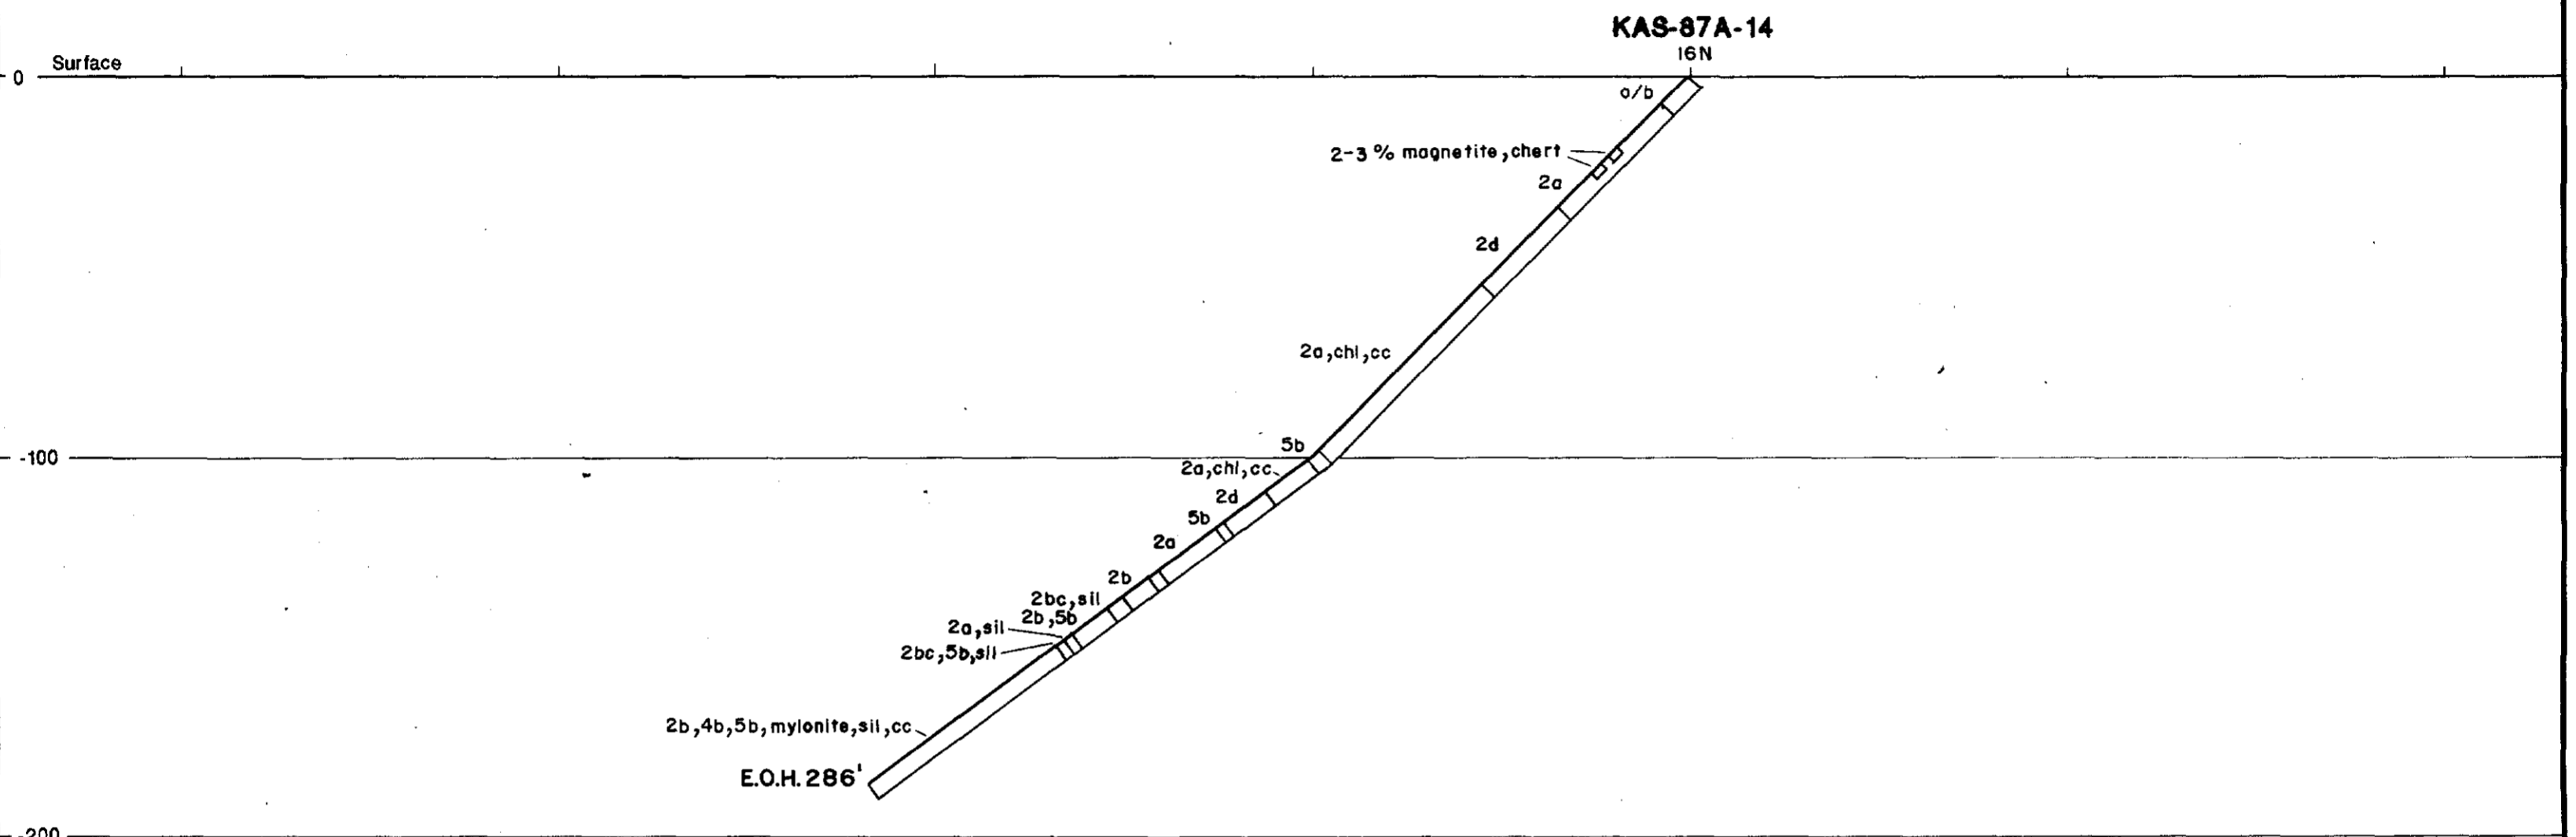 KAS-87A-14
16N
Surface
0
o/b
2-3 % magnetite, chert
2a
2d
2a, chl, cc
5b
-100
2a, chl, cc
2d
5b
2a
2b
2bc, sil
2b, 5b
2a, sil
2bc, 5b, sil
2b, 4b, 5b, mylonite, sil, cc
E.O.H. 286'
-200